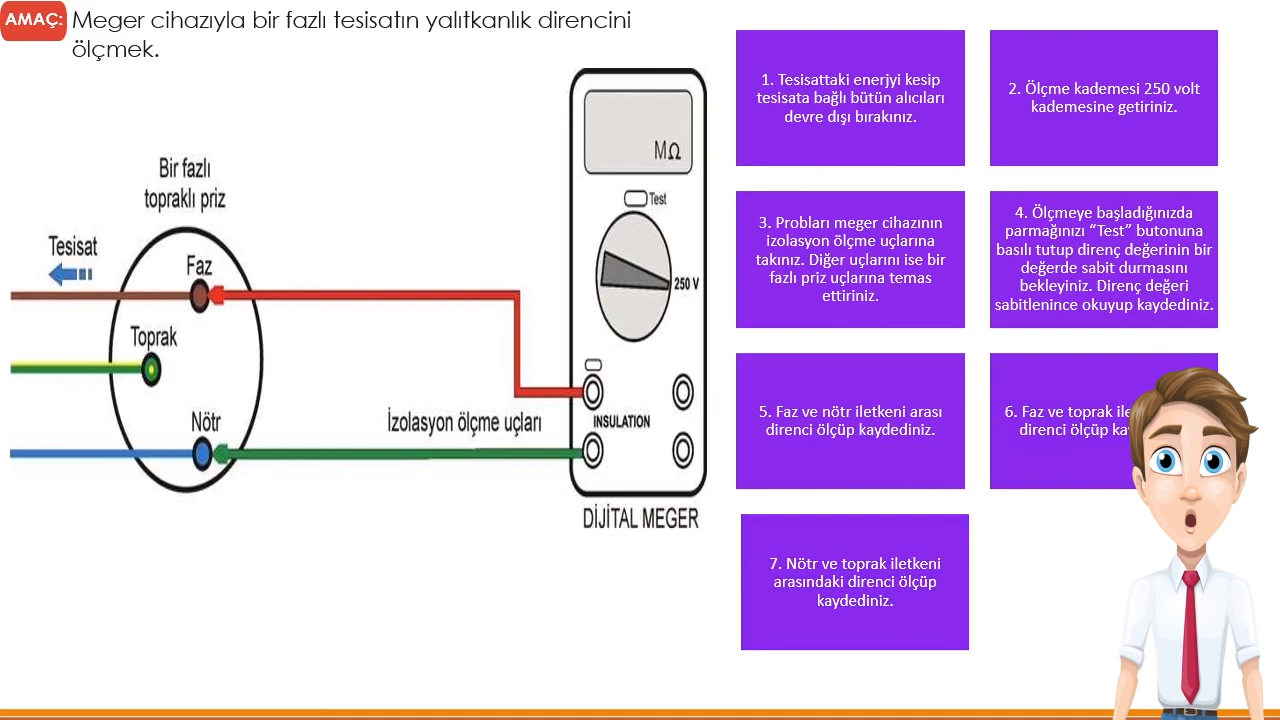 AMAÇ:
Meger cihazıyla bir fazlı tesisatın yalıtkanlık direncini
ölçmek.
Bir fazlı
topraklı priz
Tesisat
Faz
Toprak
Nötr
İzolasyon ölçme uçları
MΩ
Test
250 V
INSULATION
DİJİTAL MEGER
1. Tesisattaki enerjyi kesip
tesisata bağlı bütün alıcıları
devre dışı bırakınız.
2. Ölçme kademesi 250 volt
kademesine getiriniz.
3. Probları meger cihazının
izolasyon ölçme uçlarına
takınız. Diğer uçlarını ise bir
fazlı priz uçlarına temas
ettiriniz.
4. Ölçmeye başladığınızda
parmağınızı “Test” butonuna
basılı tutup direnç değerinin bir
değerde sabit durmasını
bekleyiniz. Direnç değeri
sabitlenince okuyup kaydediniz.
5. Faz ve nötr iletkeni arası
direnci ölçüp kaydediniz.
6. Faz ve toprak
direnci ölçüp
7. Nötr ve toprak iletkeni
arasındaki direnci ölçüp
kaydediniz.